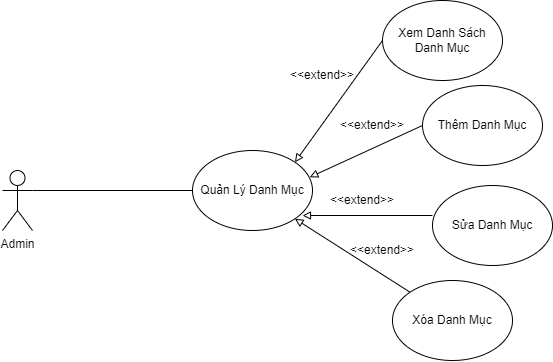 Xem Danh Sách
Danh Mục
<<extend>>
<<extend>>
Thêm Danh Mục
Quản Lý Danh Mục
<<extend>>
Sửa Danh Mục
Admin
<<extend>>
Xóa Danh Mục